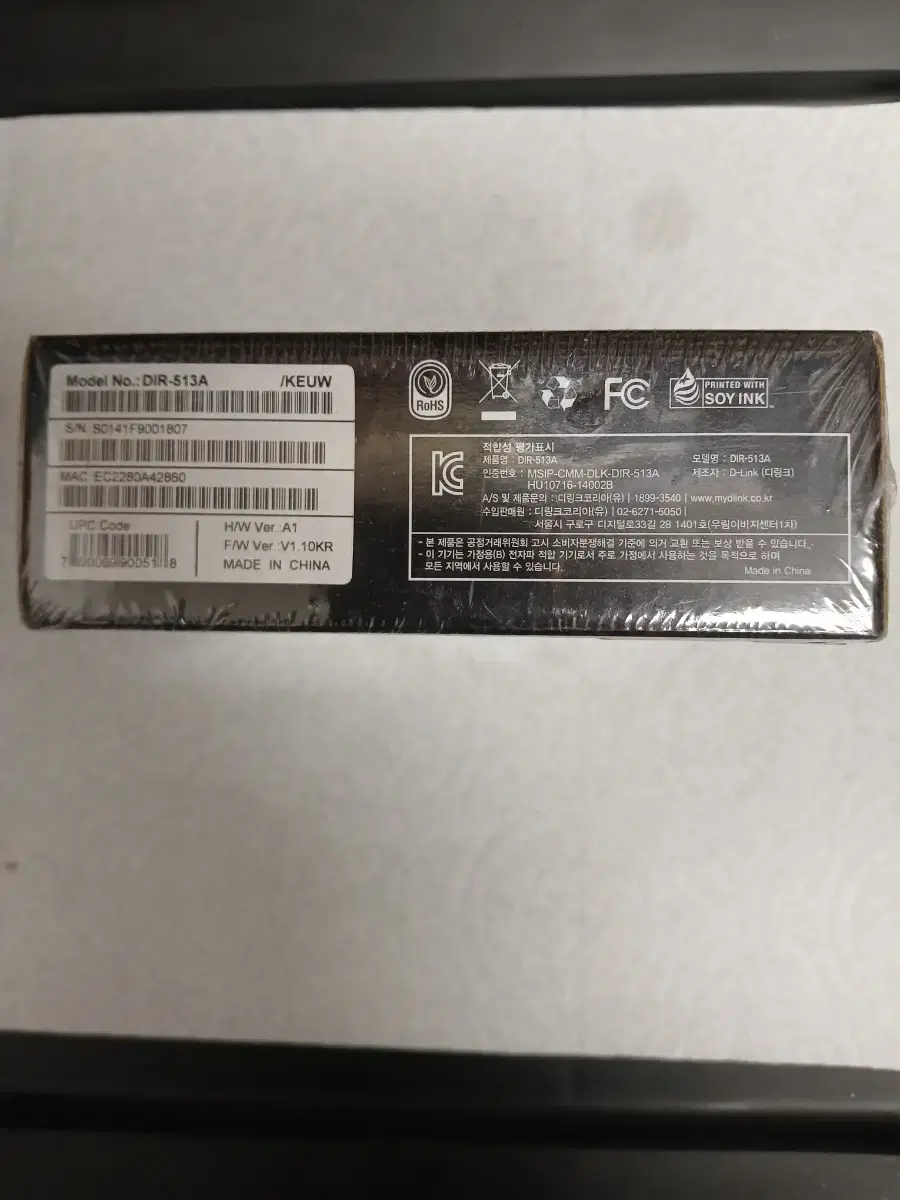 Model No.: DIR-513A /KEUW
S/N: S0141F9001807
MAC: EC2280A42860
UPC Code
H/W Ver.:A1
F/W Ver.:V1.10KR
MADE IN CHINA
RoHS
FC
PRINTED WITH
SOY INK
적합성 평가표시
제품명 : DIR-513A 모델명 : DIR-513A
인증번호 : MSIP-CMM-DLK-DIR-513A 제조자 : D-Link (디링크)
HU10716-14002B
A/S 및 제품문의 : 디링크코리아(유) | 1899-3540 | www.mydlink.co.kr
수입판매원 : 디링크코리아(유) | 02-6271-5050 |
서울시 구로구 디지털로33길 28 1401호(우림이비지센터1차)
- 본 제품은 공정거래위원회 고시 소비자분쟁해결 기준에 의거 교환 또는 보상 받을 수 있습니다.
- 이 기기는 가정용(B) 전자파 적합 기기로서 주로 가정에서 사용하는 것을 목적으로 하며
모든 지역에서 사용할 수 있습니다. Made in China